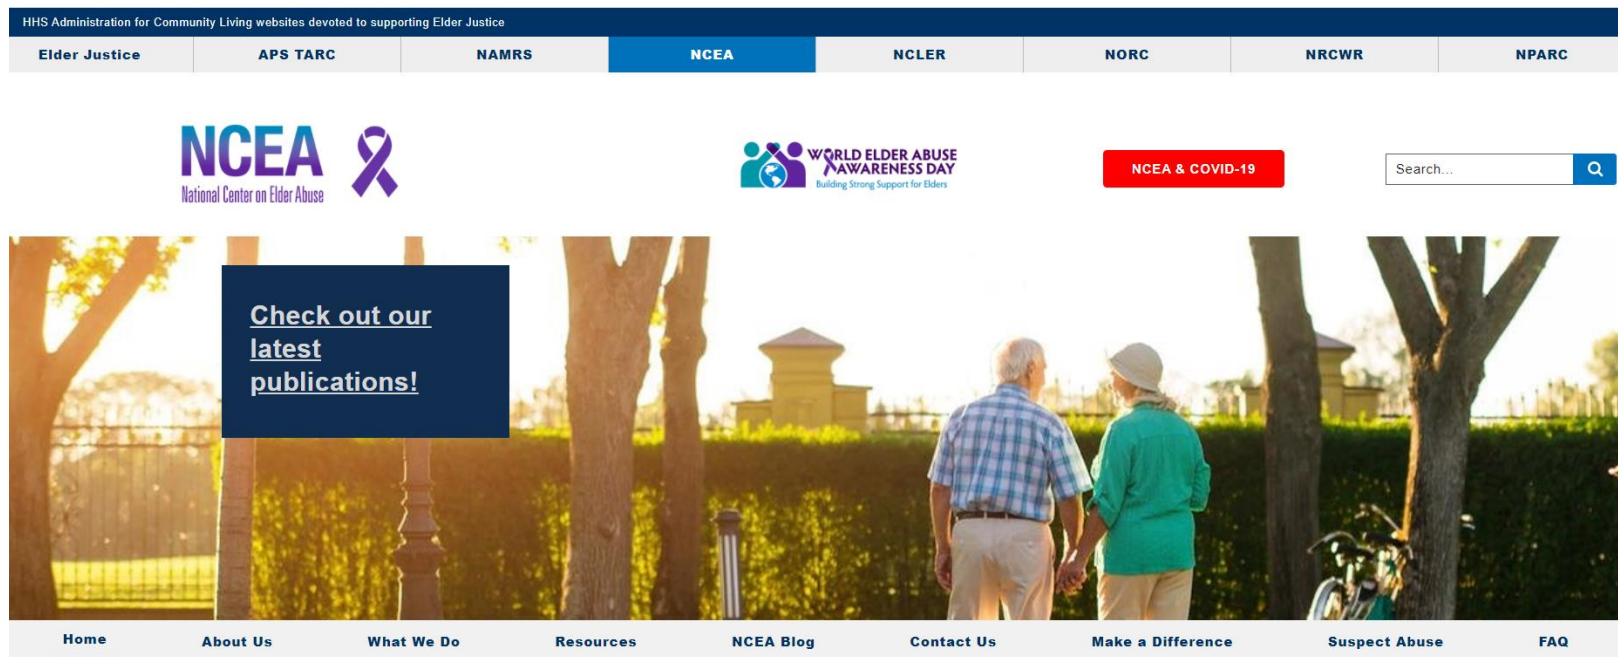 HHS Administration for Community Living websites devoted to supporting Elder Justice
Elder Justice APS TARC NAMRS NCEA NCLER NORC NRCWR NPARC
NCEA
National Center on Elder Abuse
WORLD ELDER ABUSE
AWARENESS DAY
Building Strong Support for Elders
NCEA & COVID-19
Search...
Check out our
latest
publications!
Home About Us What We Do Resources NCEA Blog Contact Us Make a Difference Suspect Abuse FAQ